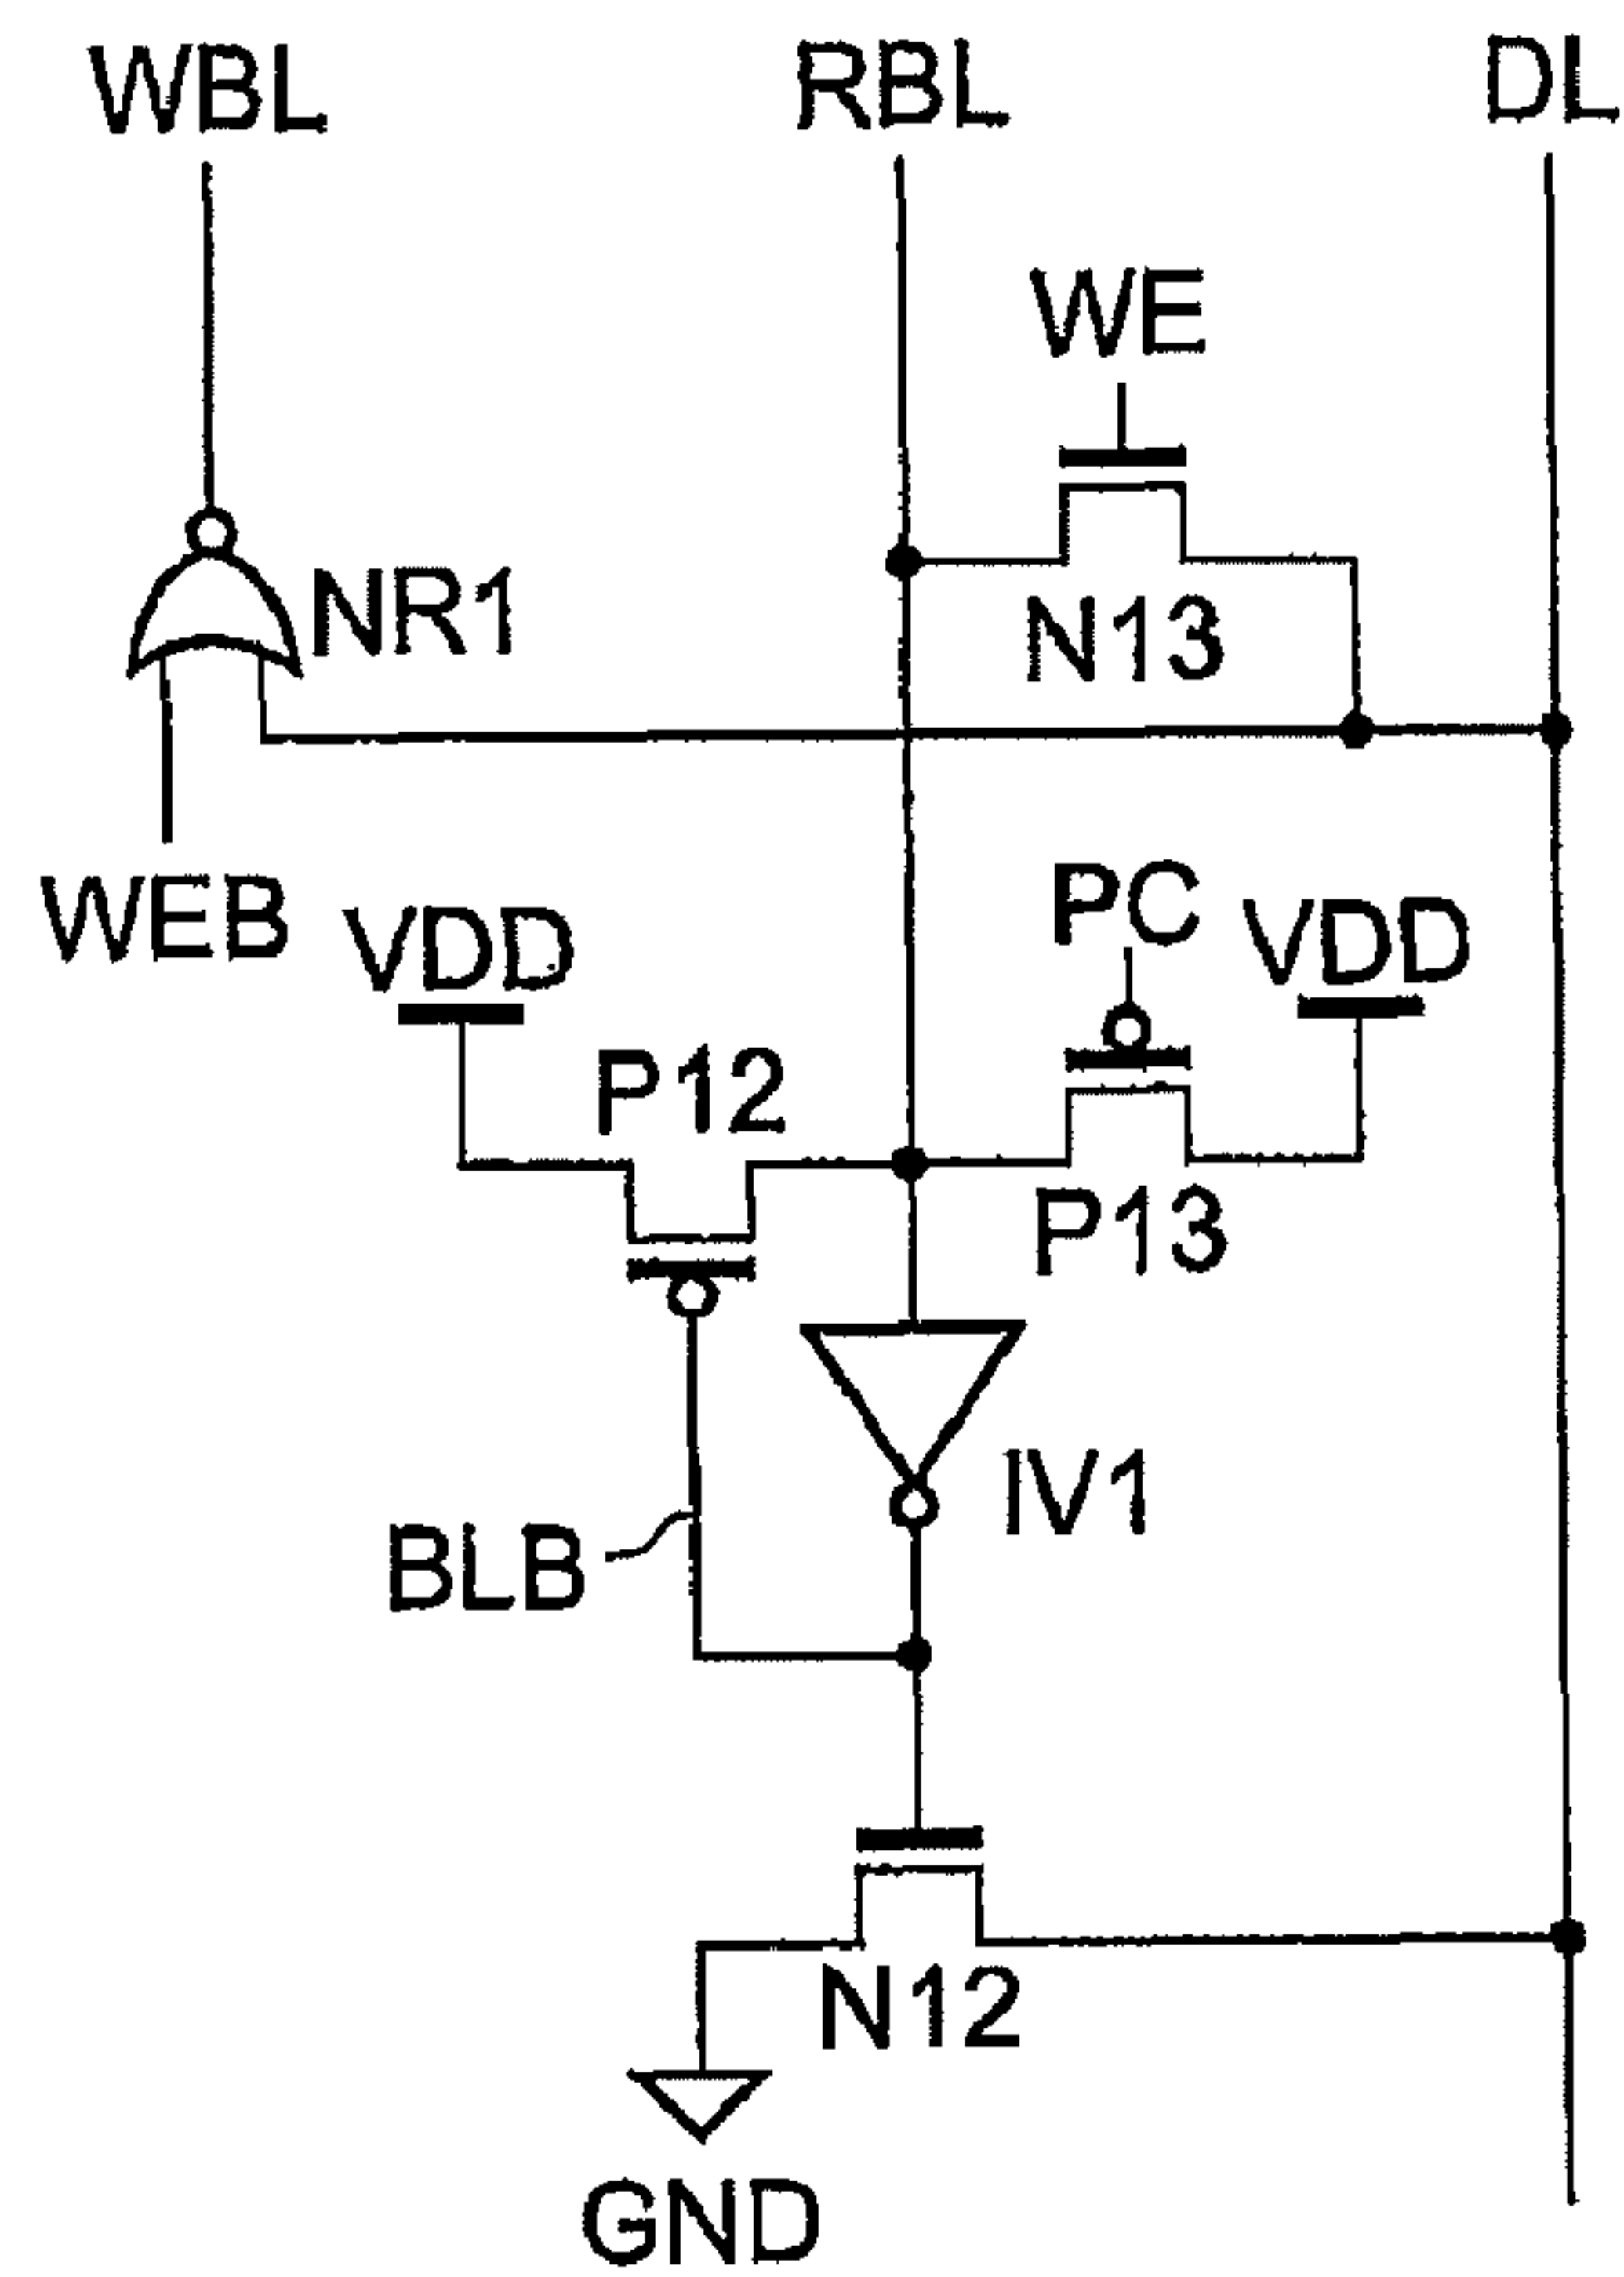 WBL RBL DL
WE
NR1
N13
WEB
VDD
PC
VDD
P12
P13
IV1
BLB
N12
GND